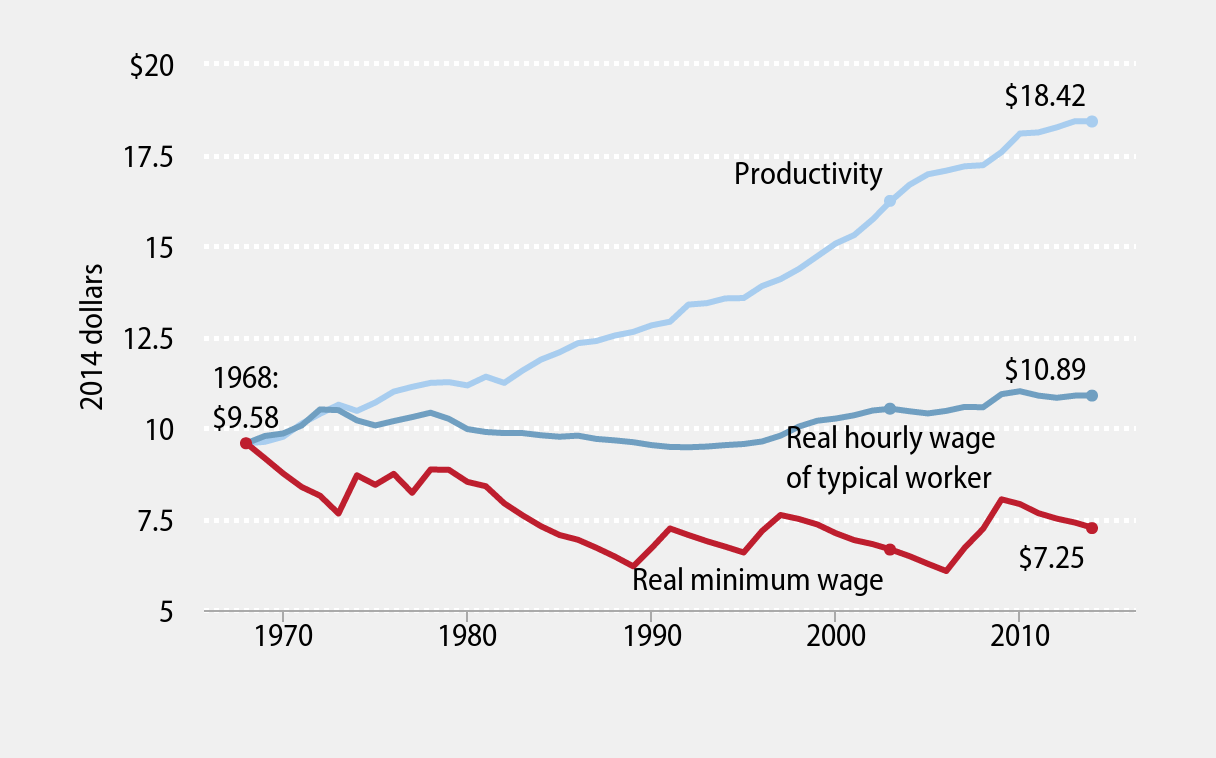 $20
$18.42
17.5
Productivity
15
2014 dollars
12.5
1968:
$9.58
$10.89
10
Real hourly wage
of typical worker
7.5
$7.25
Real minimum wage
5
1970 1980 1990 2000 2010